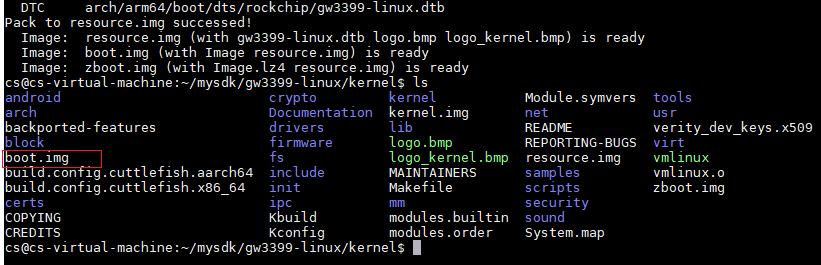 DTC     arch/arm64/boot/dts/rockchip/gw3399-linux.dtb
Pack to resource.img successed!
  Image:  resource.img (with gw3399-linux.dtb logo.bmp logo_kernel.bmp) is ready
  Image:  boot.img (with Image resource.img) is ready
  Image:  zboot.img (with Image.lz4 resource.img) is ready
cs@cs-virtual-machine:~/mysdk/gw3399-linux/kernel$ ls
android                       crypto         kernel           Module.symvers   tools
arch                          Documentation  kernel.img       net              usr
backported-features           drivers        lib              README           verity_dev_keys.x509
block                         firmware       logo.bmp         REPORTING-BUGS   virt
boot.img                      fs             logo_kernel.bmp  resource.img     vmlinux
build.config.cuttlefish.aarch64  include     MAINTAINERS      samples          vmlinux.o
build.config.cuttlefish.x86_64   init        Makefile         scripts          zboot.img
certs                         ipc            mm               security
COPYING                       Kbuild         modules.builtin  sound
CREDITS                       Kconfig        modules.order    System.map
cs@cs-virtual-machine:~/mysdk/gw3399-linux/kernel$